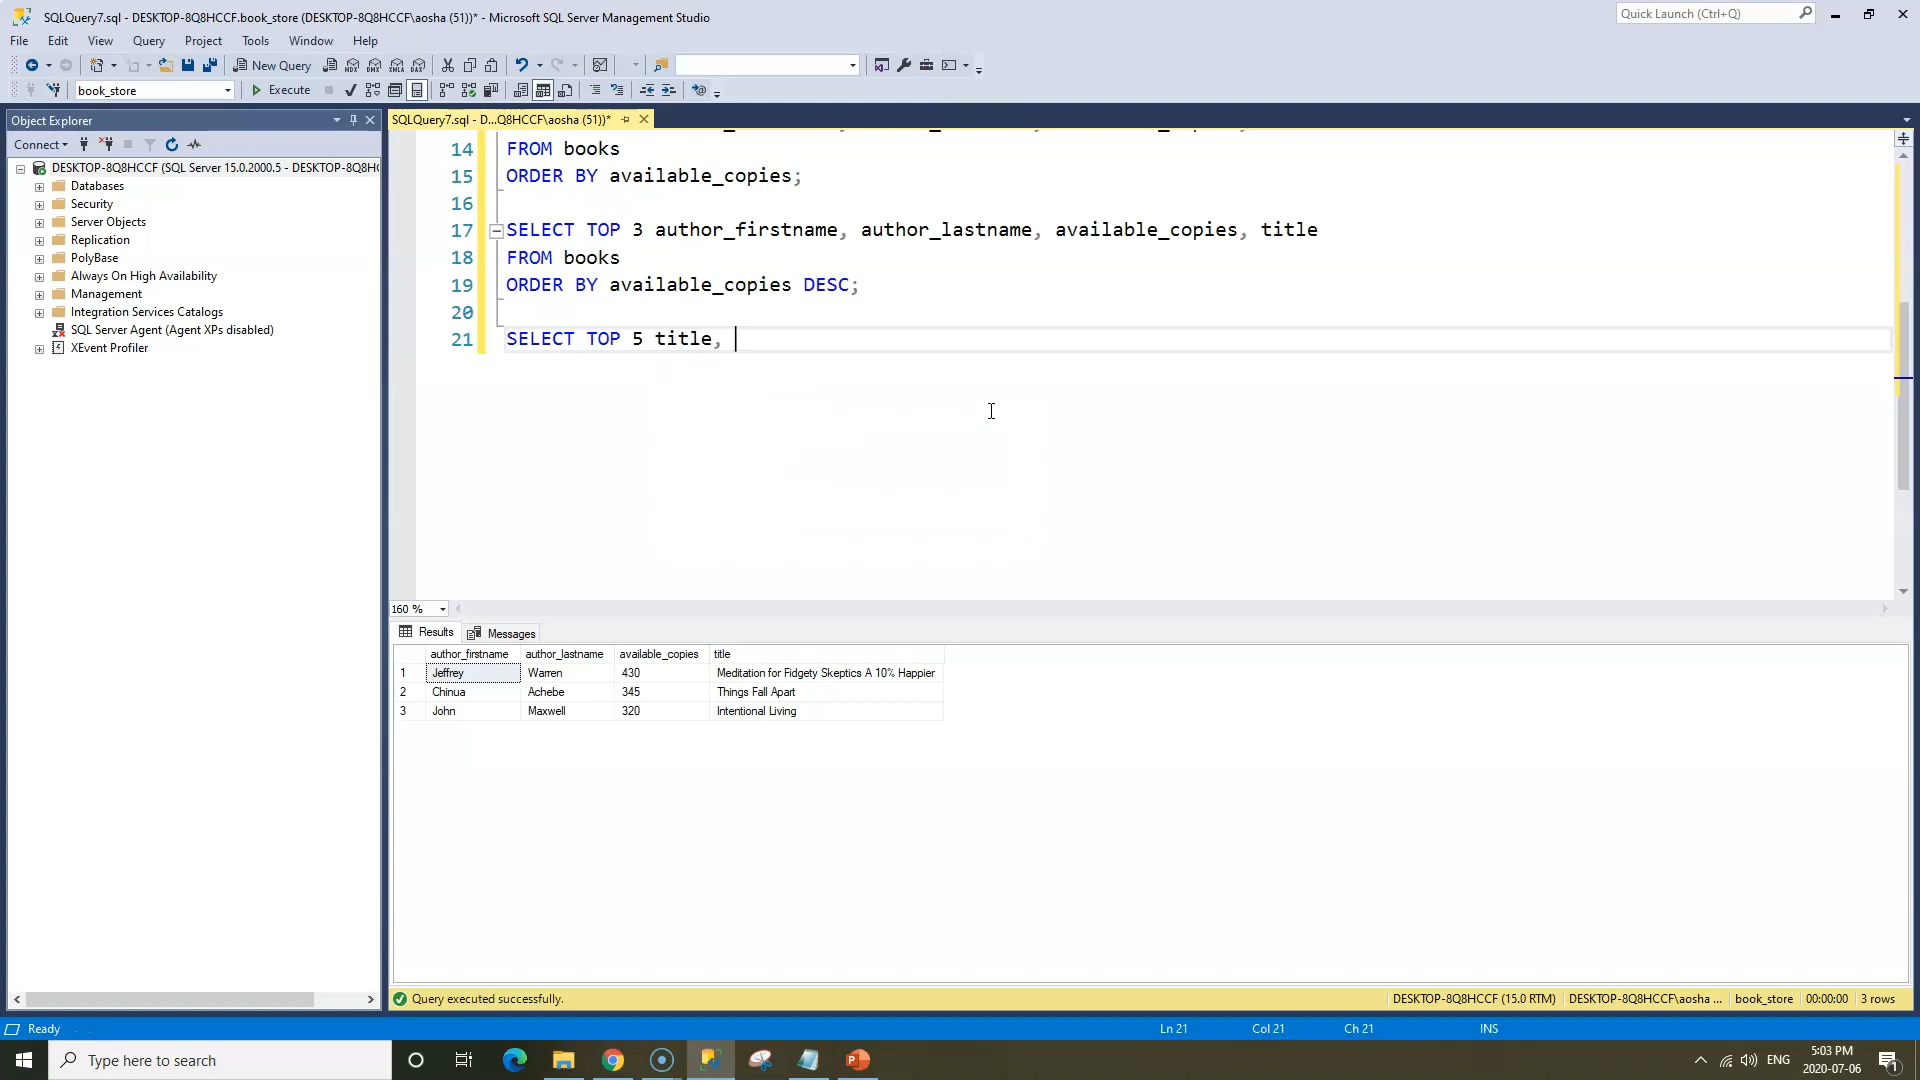 SQLQuery7.sql - DESKTOP-8Q8HCCF.book_store (DESKTOP-8Q8HCCF\aosha (51))* - Microsoft SQL Server Management Studio
Quick Launch (Ctrl+Q)
File Edit View Query Project Tools Window Help
New Query
book_store
Execute
Object Explorer
SQLQuery7.sql - D...Q8HCCF\aosha (51))*
Connect
DESKTOP-8Q8HCCF (SQL Server 15.0.2000.5 - DESKTOP-8Q8H
Databases
Security
Server Objects
Replication
PolyBase
Always On High Availability
Management
Integration Services Catalogs
SQL Server Agent (Agent XPs disabled)
XEvent Profiler
14 FROM books
15 ORDER BY available_copies;
16
17 SELECT TOP 3 author_firstname, author_lastname, available_copies, title
18 FROM books
19 ORDER BY available_copies DESC;
20
21 SELECT TOP 5 title,
160 %
Results Messages
author_firstname author_lastname available_copies title
1 Jeffrey Warren 430 Meditation for Fidgety Skeptics A 10% Happier
2 Chinua Achebe 345 Things Fall Apart
3 John Maxwell 320 Intentional Living
Query executed successfully.
DESKTOP-8Q8HCCF (15.0 RTM) DESKTOP-8Q8HCCF\aosha ... book_store 00:00:00 3 rows
Ready Ln 21 Col 21 Ch 21 INS
Type here to search
ENG
5:03 PM
2020-07-06